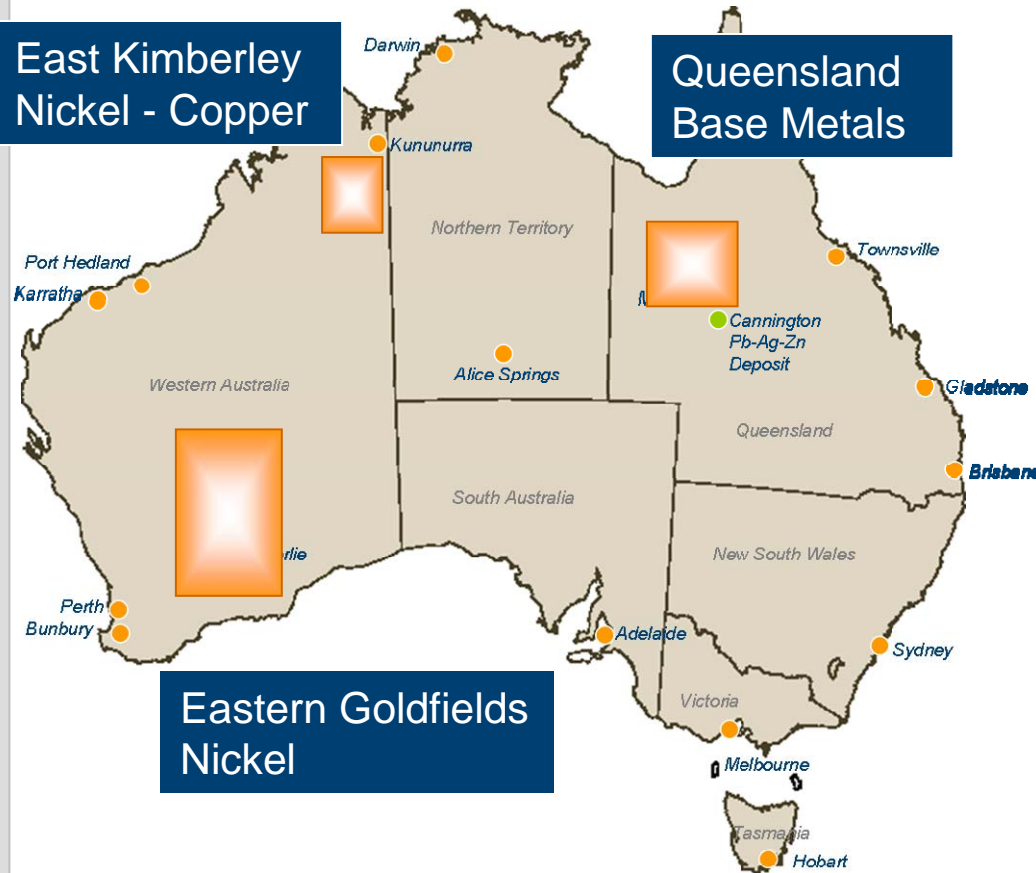 East Kimberley
Nickel - Copper
Darwin
Queensland
Base Metals
Kununurra
Northern Territory
Townsville
Port Hedland
Karratha
Cannington
Pb-Ag-Zn
Deposit
Alice Springs
Western Australia
Gladstone
Queensland
Brisbane
South Australia
New South Wales
rlie
Perth
Bunbury
Adelaide
Sydney
Eastern Goldfields
Nickel
Victoria
Melbourne
Tasmania
Hobart